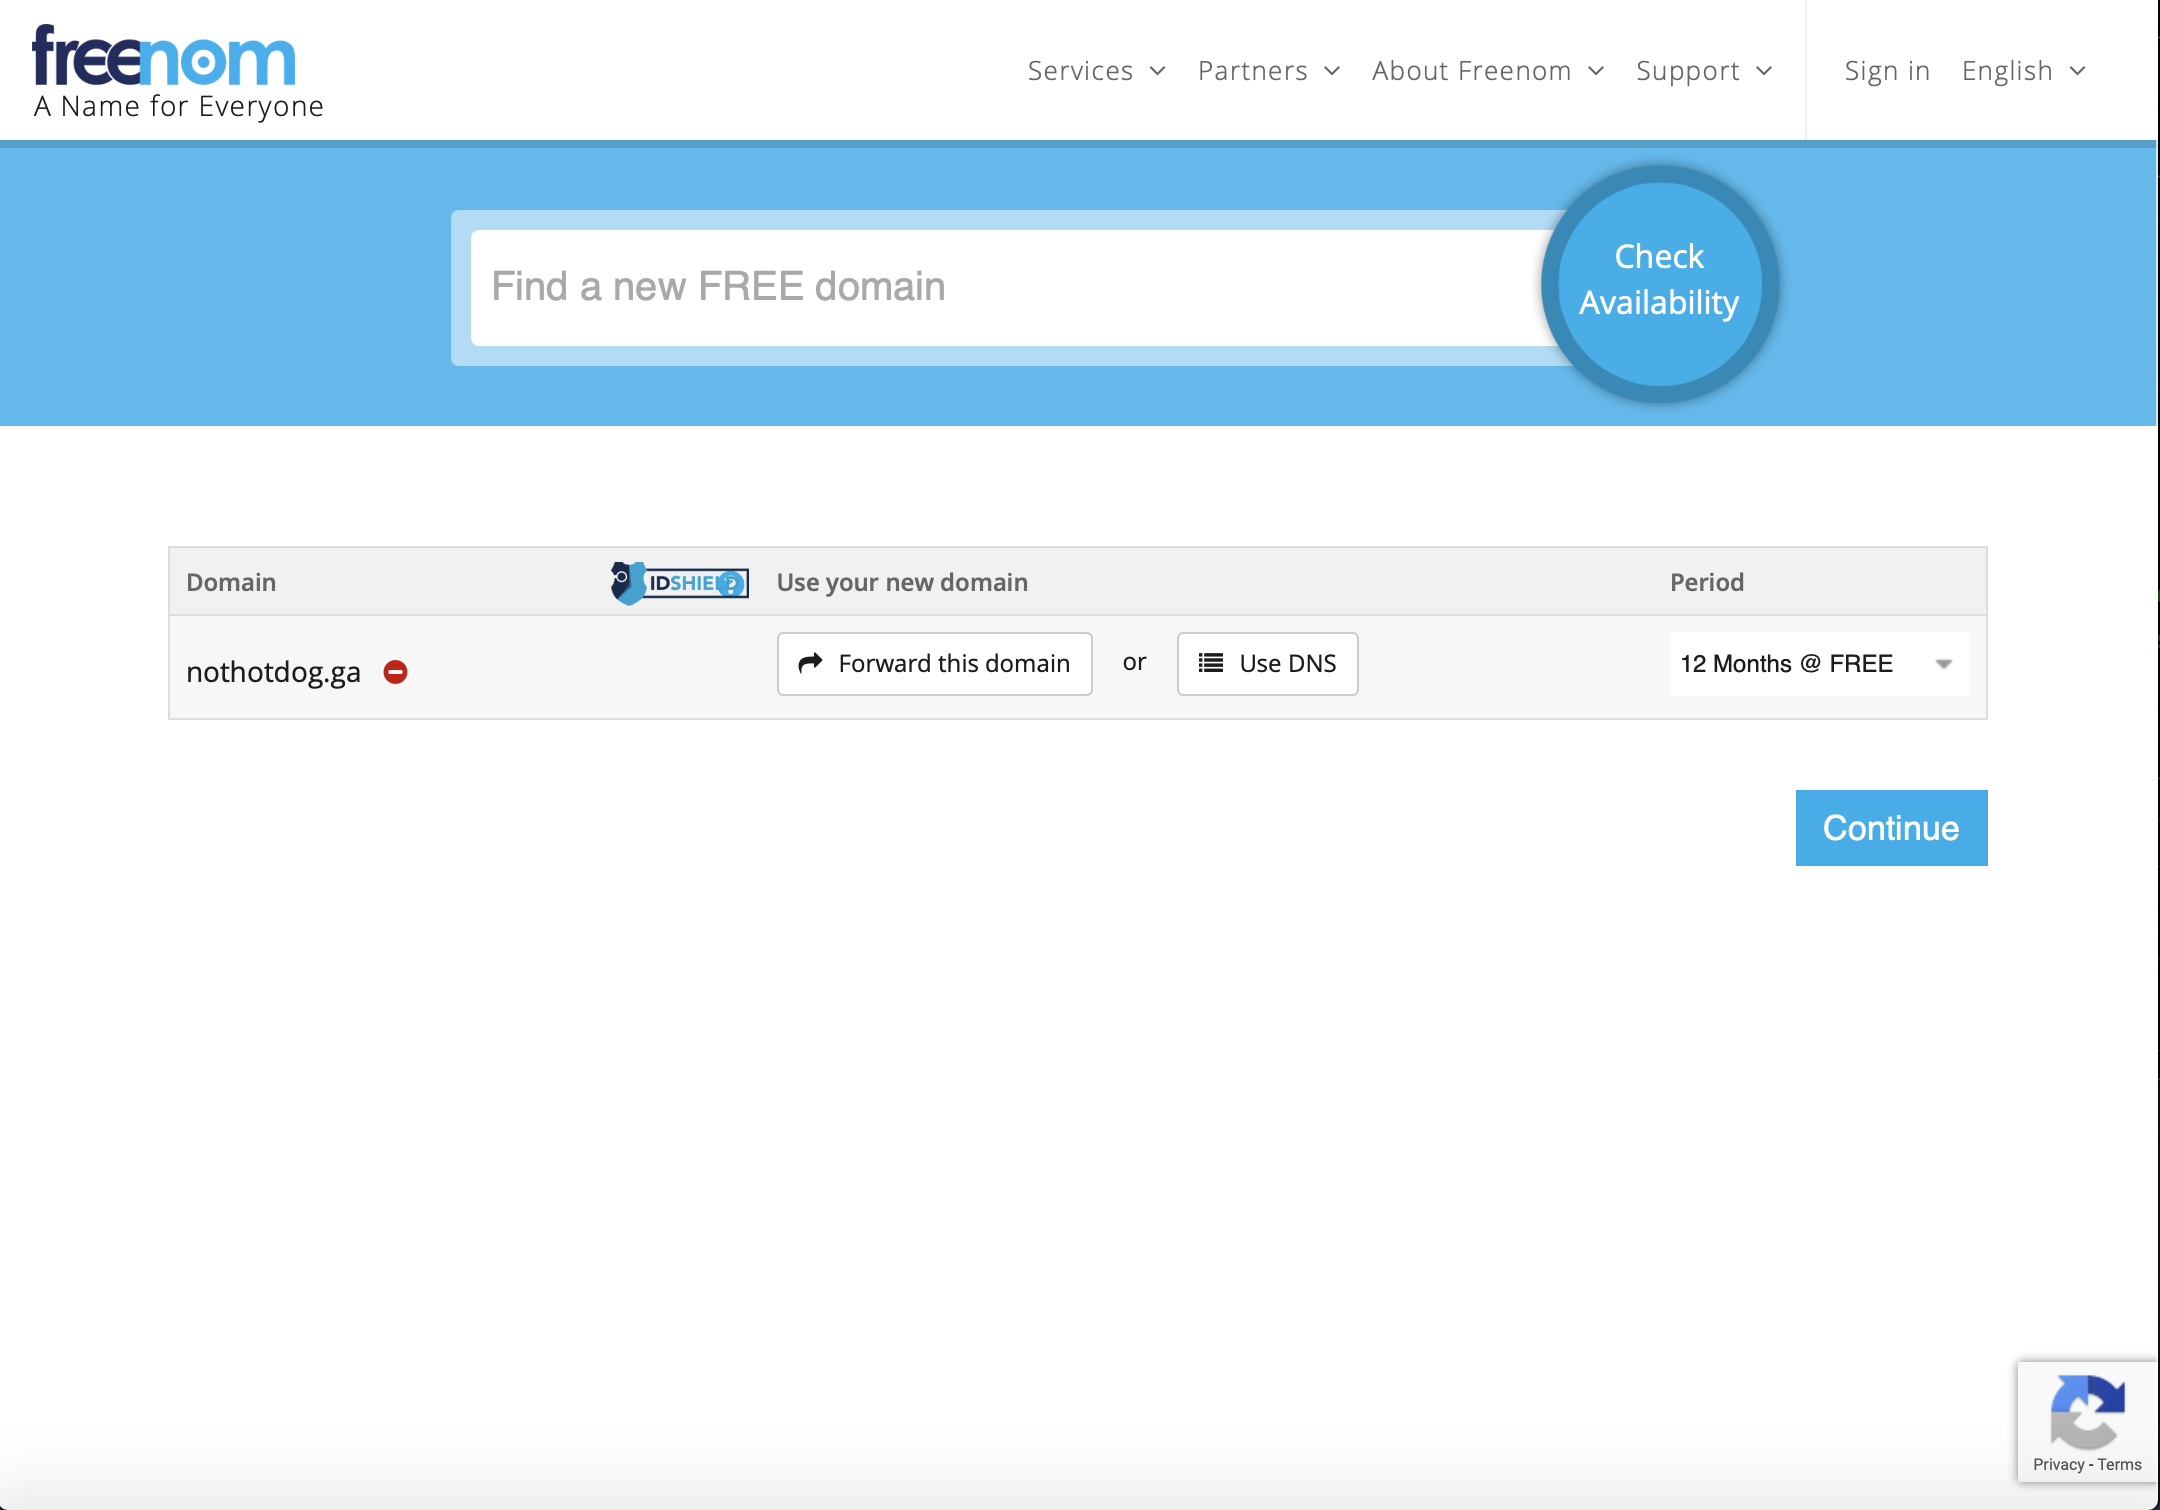 freenom
A Name for Everyone
Services Partners About Freenom Support Sign in English
Find a new FREE domain
Check
Availability
Domain IDSHIELD Use your new domain Period
nothotdog.ga Forward this domain or Use DNS 12 Months @ FREE
Continue
Privacy - Terms